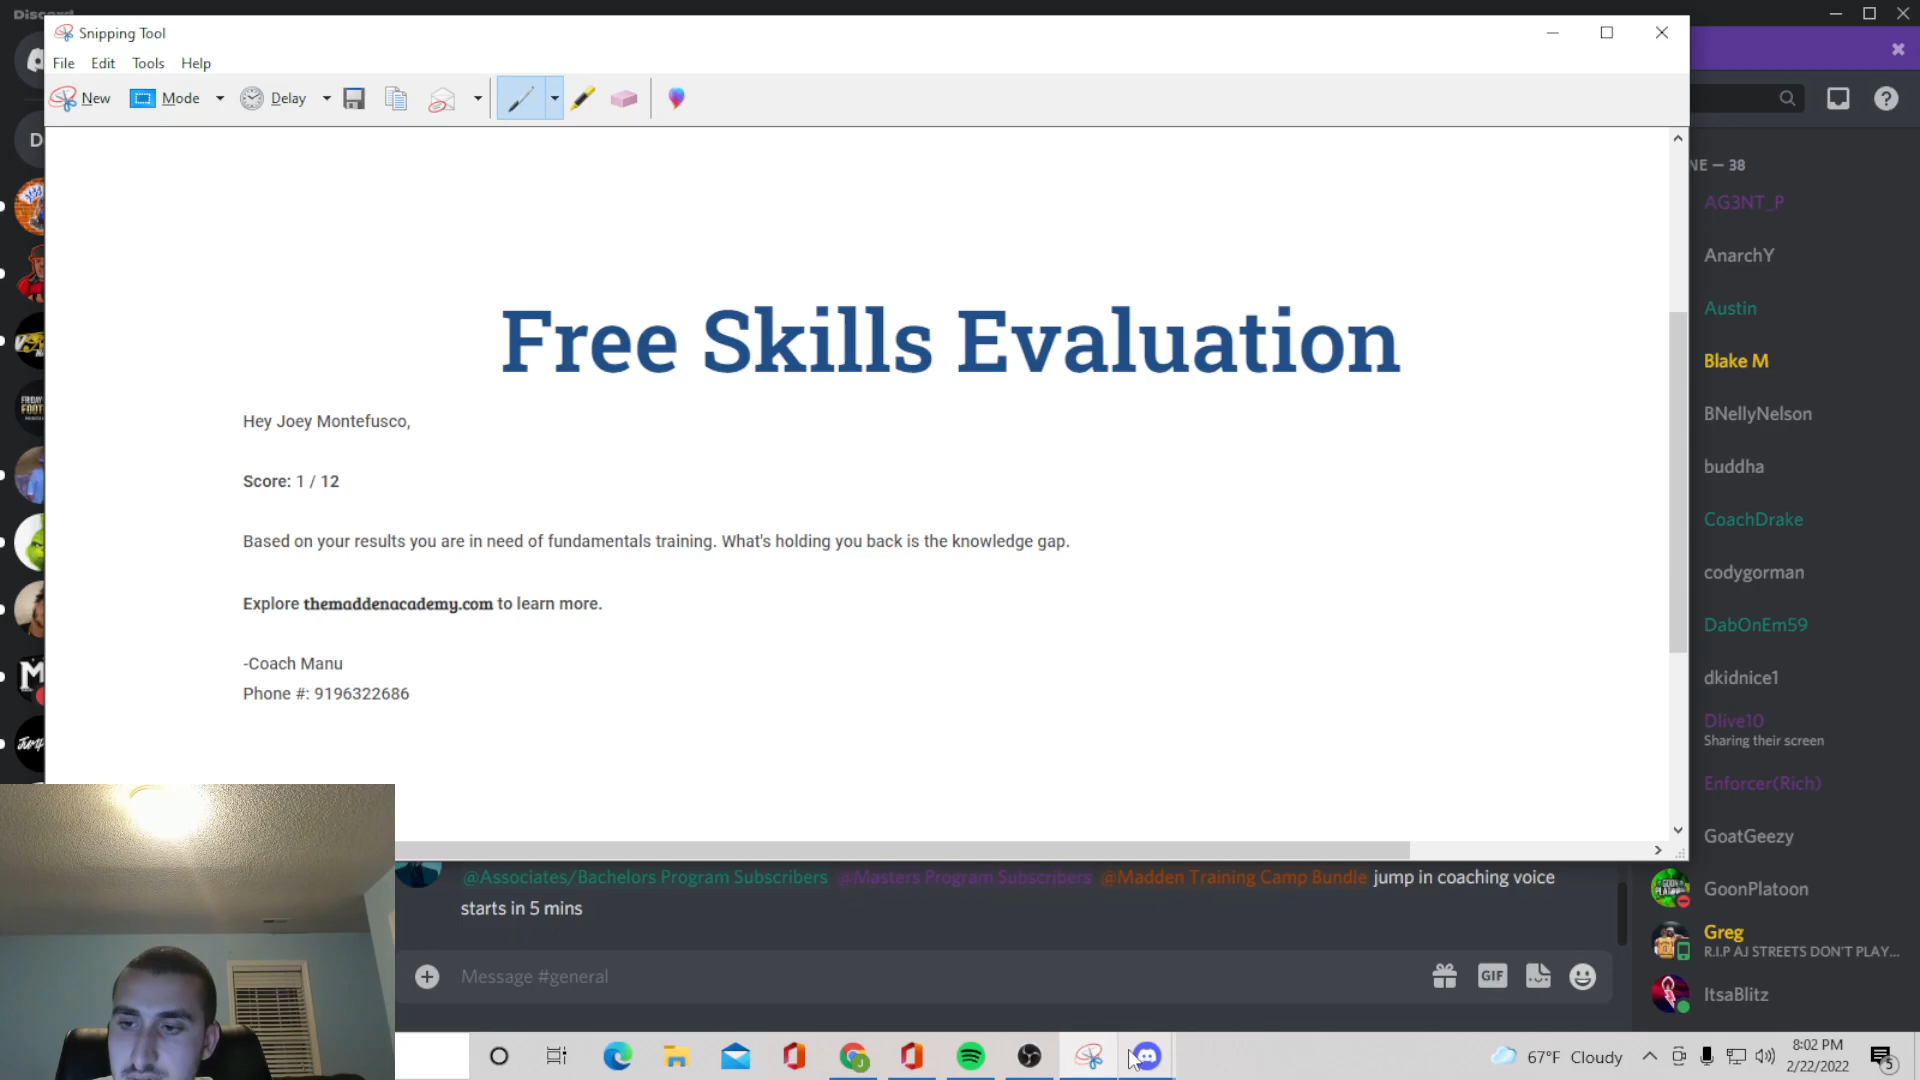 Discord
Snipping Tool
File Edit Tools Help
New Mode Delay
Free Skills Evaluation
Hey Joey Montefusco,
Score: 1 / 12
Based on your results you are in need of fundamentals training. What's holding you back is the knowledge gap.
Explore themaddenacademy.com to learn more.
-Coach Manu
Phone #: 9196322686
NE — 38
AG3NT_P
AnarchY
Austin
Blake M
BNellyNelson
buddha
CoachDrake
codygorman
DabOnEm59
dkidnice1
Dlive10
Sharing their screen
Enforcer(Rich)
GoatGeezy
GoonPlatoon
Greg
R.I.P AJ STREETS DON'T PLAY...
ItsaBlitz
@Associates/Bachelors Program Subscribers @Masters Program Subscribers @Madden Training Camp Bundle jump in coaching voice
starts in 5 mins
Message #general
GIF
67°F Cloudy
8:02 PM
2/22/2022
5